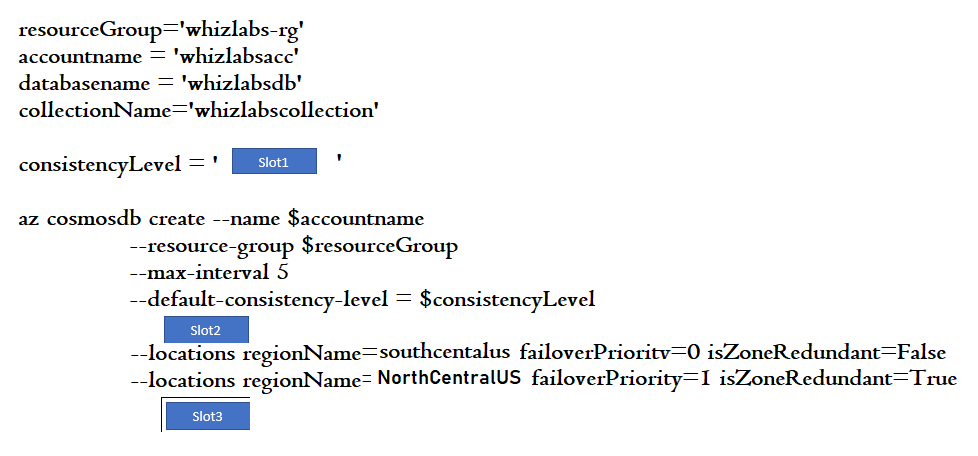 resourceGroup='whizlabs-rg'
accountname = 'whizlabsacc'
databasename = 'whizlabsdb'
collectionName='whizlabscollection'
consistencyLevel = ' Slot1 '
az cosmosdb create --name $accountname
--resource-group $resourceGroup
--max-interval 5
--default-consistency-level = $consistencyLevel
Slot2
--locations regionName=southcentalus failoverPriority=0 isZoneRedundant=False
--locations regionName= NorthCentralUS failoverPriority=1 isZoneRedundant=True
Slot3